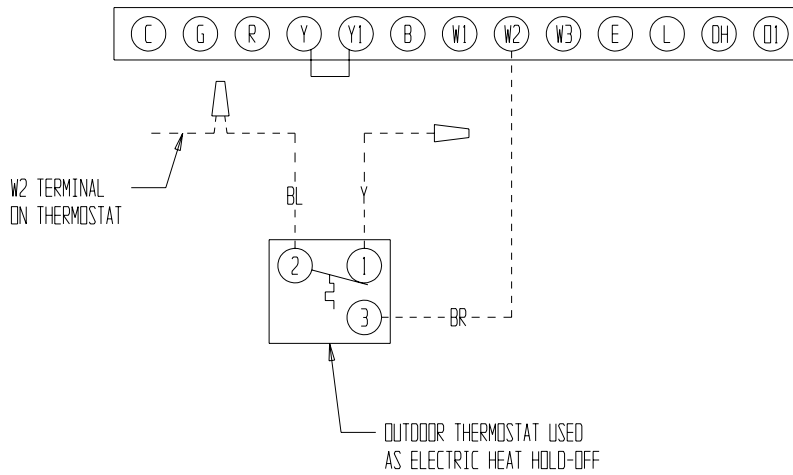 C G R Y Y1 B W1 W2 W3 E L DH O1
W2 TERMINAL
ON THERMOSTAT
BL
Y
2 1
3
BR
OUTDOOR THERMOSTAT USED
AS ELECTRIC HEAT HOLD-OFF